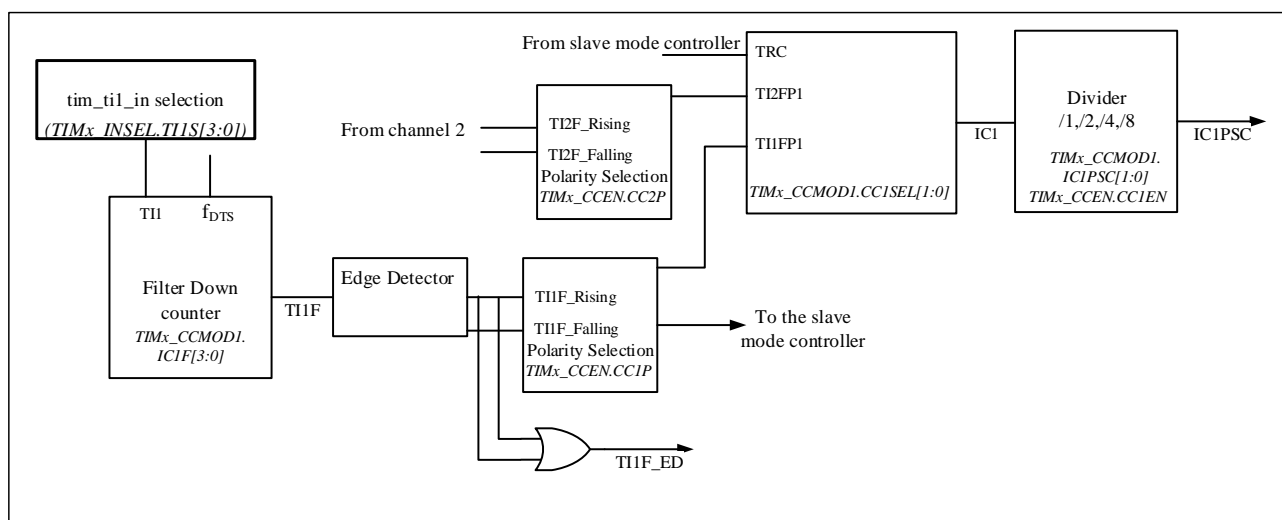 tim_ti1_in selection
(TIMx_INSEL.TI1S[3:0])
TI1
fDTS
Filter Down
counter
TIMx_CCMOD1.
IC1F[3:0]
TI1F
Edge Detector
From channel 2
TI2F_Rising
TI2F_Falling
Polarity Selection
TIMx_CCEN.CC2P
TI1F_Rising
TI1F_Falling
Polarity Selection
TIMx_CCEN.CC1P
TI1F_ED
To the slave
mode controller
From slave mode controller
TRC
TI2FP1
TI1FP1
TIMx_CCMOD1.CC1SEL[1:0]
IC1
Divider
/1,/2,/4,/8
TIMx_CCMOD1.
IC1PSC[1:0]
TIMx_CCEN.CC1EN
IC1PSC